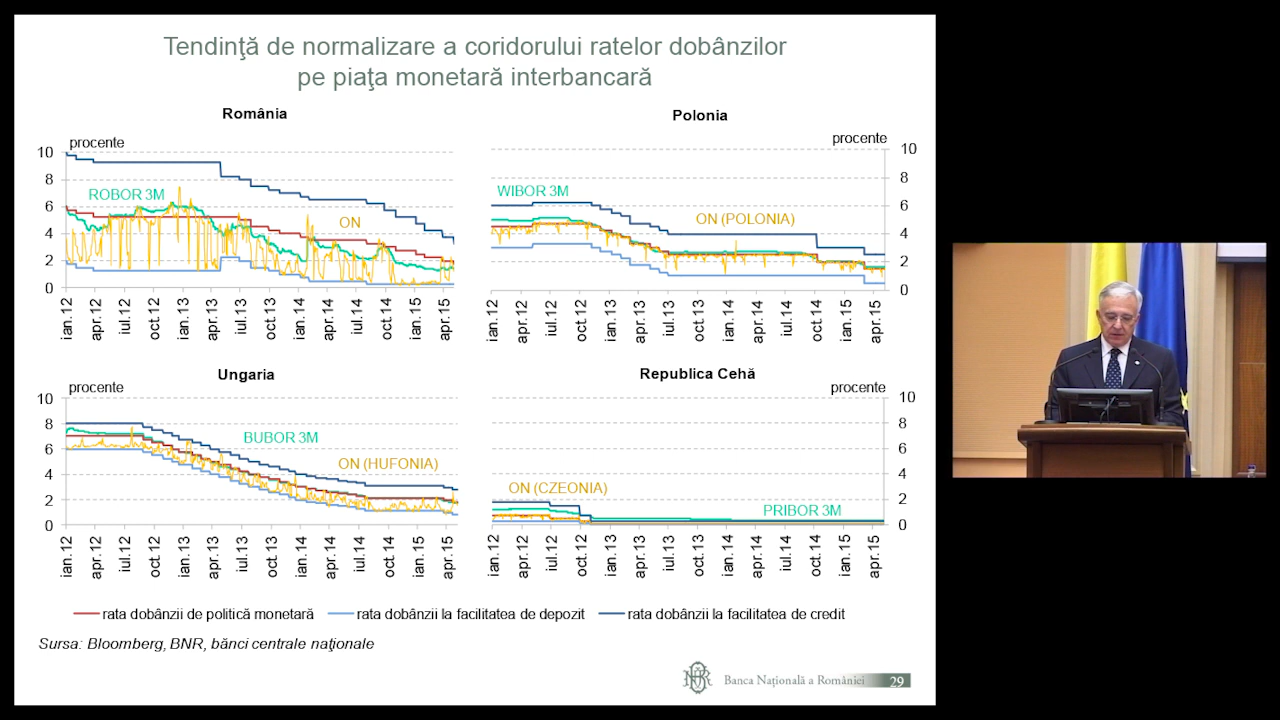 Tendinţă de normalizare a coridorului ratelor dobânzilor
pe piaţa monetară interbancară
România
procente
10
8
6
4
2
0
ROBOR 3M
ON
ian.12
apr.12
iul.12
oct.12
ian.13
apr.13
iul.13
oct.13
ian.14
apr.14
iul.14
oct.14
ian.15
apr.15
Polonia
procente
10
8
6
4
2
0
WIBOR 3M
ON (POLONIA)
ian.12
apr.12
iul.12
oct.12
ian.13
apr.13
iul.13
oct.13
ian.14
apr.14
iul.14
oct.14
ian.15
apr.15
Ungaria
procente
10
8
6
4
2
0
BUBOR 3M
ON (HUFONIA)
ian.12
apr.12
iul.12
oct.12
ian.13
apr.13
iul.13
oct.13
ian.14
apr.14
iul.14
oct.14
ian.15
apr.15
Republica Cehă
procente
10
8
6
4
2
0
ON (CZEONIA)
PRIBOR 3M
ian.12
apr.12
iul.12
oct.12
ian.13
apr.13
iul.13
oct.13
ian.14
apr.14
iul.14
oct.14
ian.15
apr.15
rata dobânzii de politică monetară rata dobânzii la facilitatea de depozit rata dobânzii la facilitatea de credit
Sursa: Bloomberg, BNR, bănci centrale naţionale
Banca Naţională a României 29